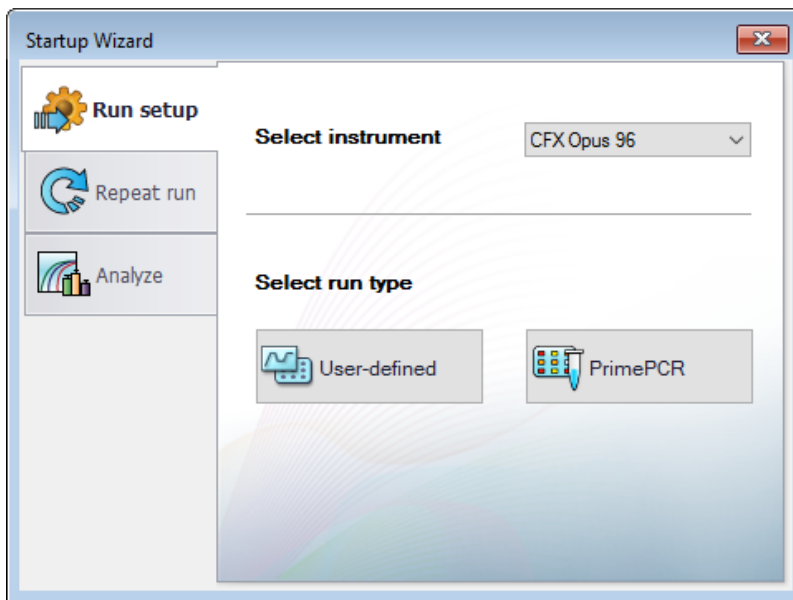 Startup Wizard
Run setup
Repeat run
Analyze
Select instrument
CFX Opus 96
Select run type
User-defined
PrimePCR